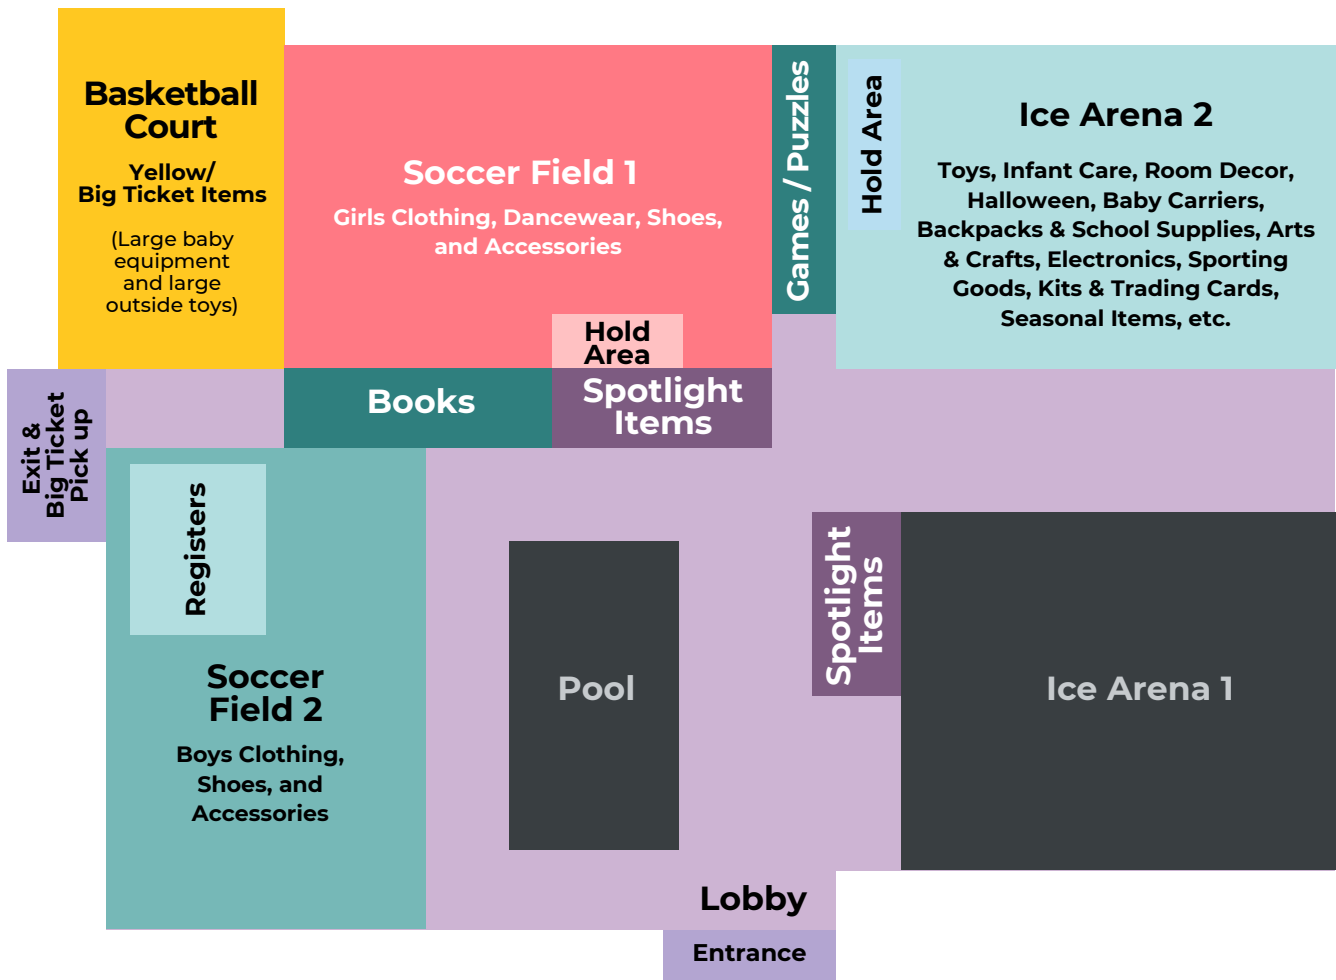 Basketball
Court
Yellow/
Big Ticket Items
(Large baby
equipment
and large
outside toys)
Soccer Field 1
Girls Clothing, Dancewear, Shoes,
and Accessories
Hold
Area
Games / Puzzles
Hold Area
Ice Arena 2
Toys, Infant Care, Room Decor,
Halloween, Baby Carriers,
Backpacks & School Supplies, Arts
& Crafts, Electronics, Sporting
Goods, Kits & Trading Cards,
Seasonal Items, etc.
Exit &
Big Ticket
Pick up
Books
Spotlight
Items
Registers
Soccer
Field 2
Boys Clothing,
Shoes, and
Accessories
Pool
Spotlight
Items
Ice Arena 1
Lobby
Entrance